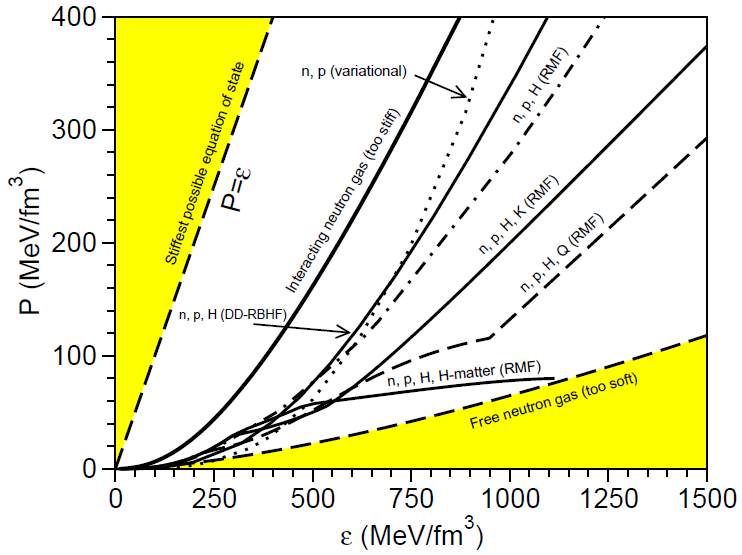 400
300
200
100
0
P (MeV/fm³)
0
250
500
750
1000
1250
1500
ε (MeV/fm³)
Stiffest possible equation of state
P=ε
Interacting neutron gas (too stiff)
n, p (variational)
n, p, H (RMF)
n, p, H, K (RMF)
n, p, H, Q (RMF)
n, p, H (DD-RBHF)
n, p, H, H-matter (RMF)
Free neutron gas (too soft)